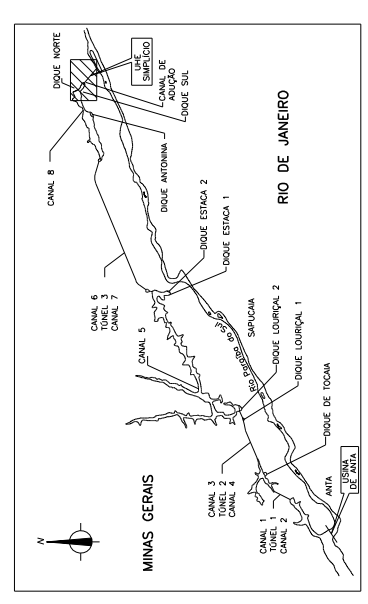 N
MINAS GERAIS
RIO DE JANEIRO
DIQUE NORTE
UHE
SIMPLÍCIO
CANAL DE
ADUÇÃO
DIQUE SUL
CANAL 8
DIQUE ANTONINA
CANAL 6
TÚNEL 3
CANAL 7
DIQUE ESTACA 2
DIQUE ESTACA 1
CANAL 5
SAPUCAIA
Rio Paraíba do Sul
DIQUE LOURIÇAL 2
DIQUE LOURIÇAL 1
CANAL 3
TÚNEL 2
CANAL 4
DIQUE DE TOCAIA
CANAL 1
TÚNEL 1
CANAL 2
ANTA
USINA
DE ANTA